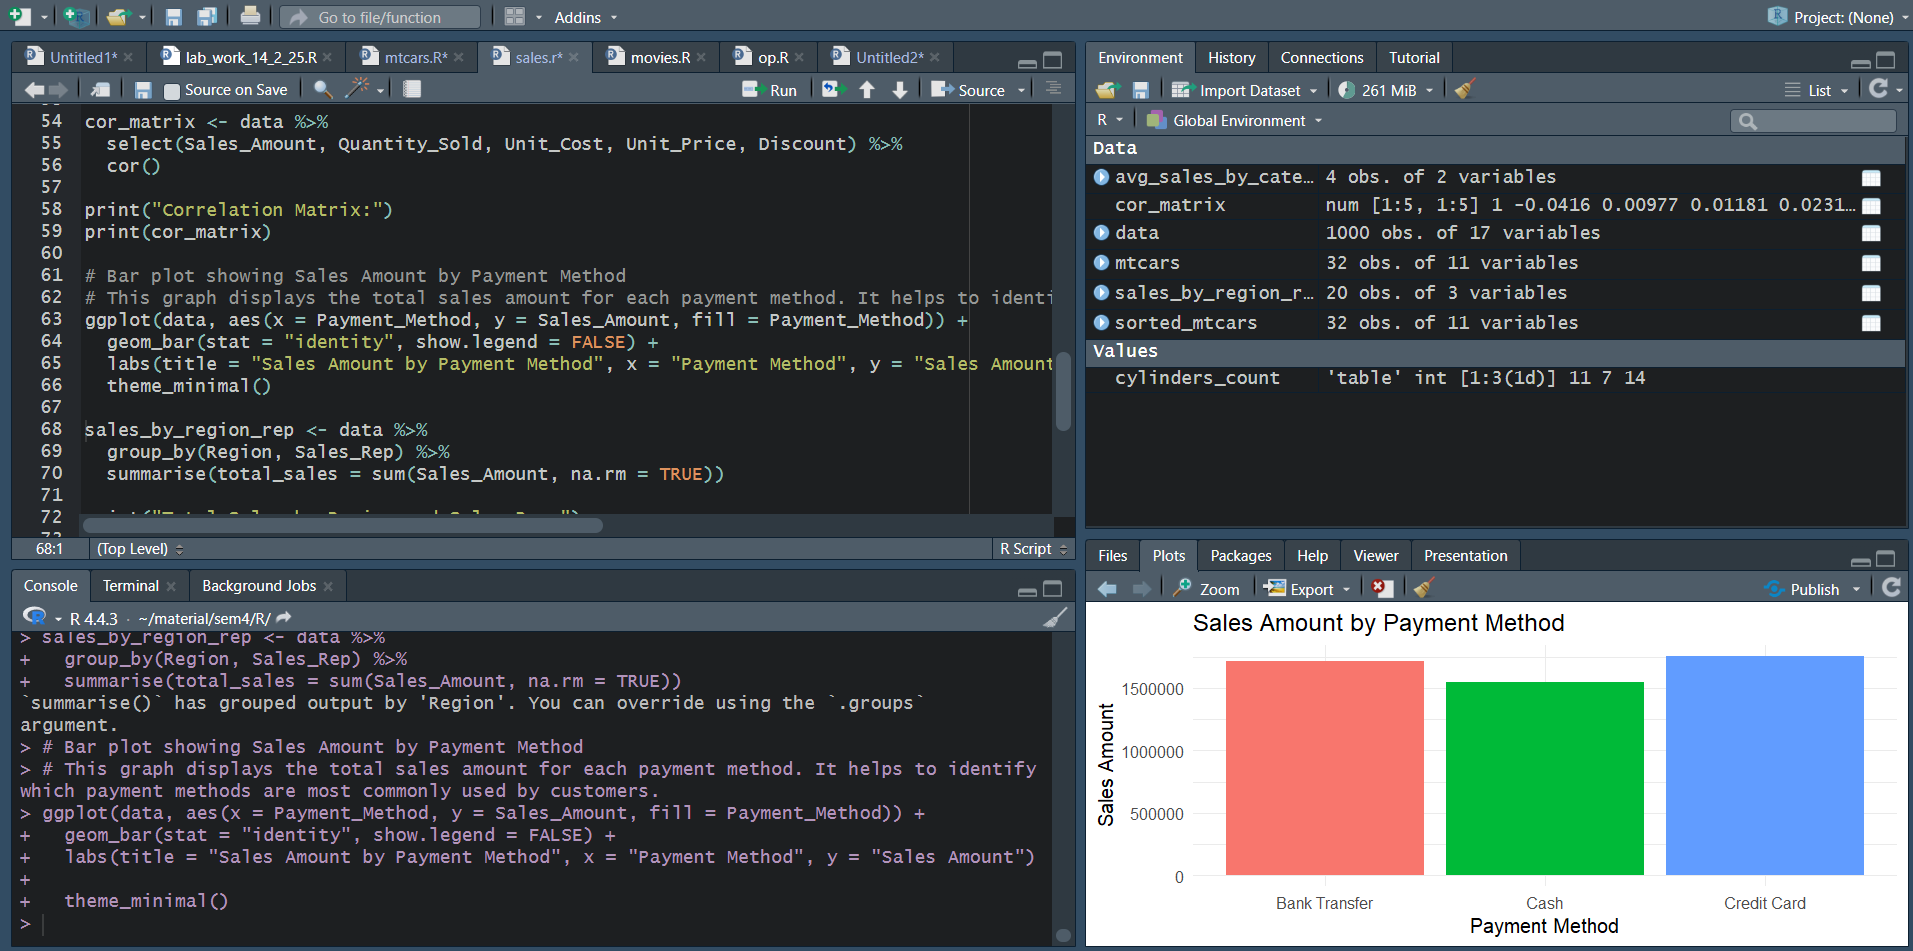 Go to file/function
Addins
Project: (None)
Untitled1*
lab_work_14_2_25.R
mtcars.R*
sales.r*
movies.R
op.R
Untitled2*
Source on Save
Run
Source
54 cor_matrix <- data %>%
55   select(Sales_Amount, Quantity_Sold, Unit_Cost, Unit_Price, Discount) %>%
56   cor()
57
58 print("Correlation Matrix:")
59 print(cor_matrix)
60
61 # Bar plot showing Sales Amount by Payment Method
62 # This graph displays the total sales amount for each payment method. It helps to identi
63 ggplot(data, aes(x = Payment_Method, y = Sales_Amount, fill = Payment_Method)) +
64   geom_bar(stat = "identity", show.legend = FALSE) +
65   labs(title = "Sales Amount by Payment Method", x = "Payment Method", y = "Sales Amount
66   theme_minimal()
67
68 sales_by_region_rep <- data %>%
69   group_by(Region, Sales_Rep) %>%
70   summarise(total_sales = sum(Sales_Amount, na.rm = TRUE))
71
72
68:1
(Top Level)
R Script
Console
Terminal
Background Jobs
R 4.4.3 · ~/material/sem4/R/
> sales_by_region_rep <- data %>%
+   group_by(Region, Sales_Rep) %>%
+   summarise(total_sales = sum(Sales_Amount, na.rm = TRUE))
`summarise()` has grouped output by 'Region'. You can override using the `.groups`
argument.
> # Bar plot showing Sales Amount by Payment Method
> # This graph displays the total sales amount for each payment method. It helps to identify
which payment methods are most commonly used by customers.
> ggplot(data, aes(x = Payment_Method, y = Sales_Amount, fill = Payment_Method)) +
+   geom_bar(stat = "identity", show.legend = FALSE) +
+   labs(title = "Sales Amount by Payment Method", x = "Payment Method", y = "Sales Amount")
+
+   theme_minimal()
>
Environment
History
Connections
Tutorial
Import Dataset
261 MiB
List
R
Global Environment
Data
avg_sales_by_cate… 4 obs. of 2 variables
cor_matrix num [1:5, 1:5] 1 -0.0416 0.00977 0.01181 0.0231…
data 1000 obs. of 17 variables
mtcars 32 obs. of 11 variables
sales_by_region_r… 20 obs. of 3 variables
sorted_mtcars 32 obs. of 11 variables
Values
cylinders_count 'table' int [1:3(1d)] 11 7 14
Files
Plots
Packages
Help
Viewer
Presentation
Zoom
Export
Publish
Sales Amount by Payment Method
Sales Amount
1500000
1000000
500000
0
Bank Transfer
Cash
Credit Card
Payment Method